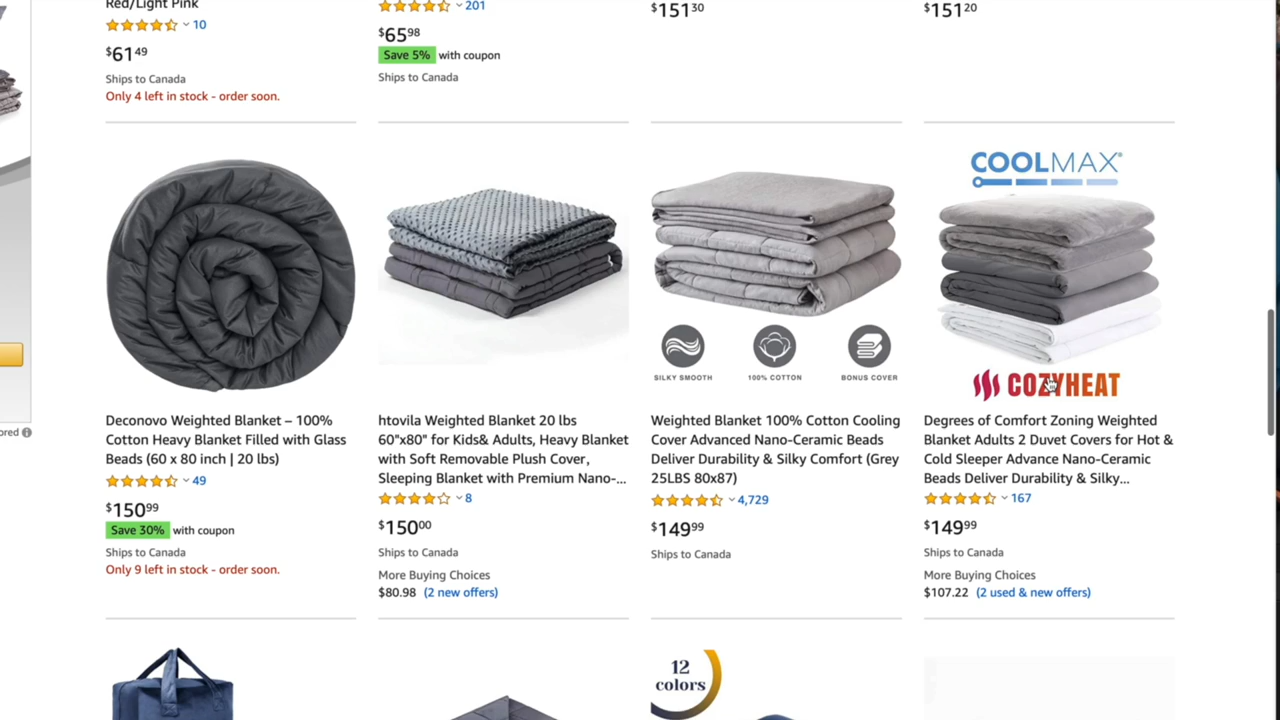 Red/Light Pink
10
$61 49
Ships to Canada
Only 4 left in stock - order soon.
201
$65 98
Save 5% with coupon
Ships to Canada
$151 30
$151 20
Deconovo Weighted Blanket – 100%
Cotton Heavy Blanket Filled with Glass
Beads (60 x 80 inch | 20 lbs)
49
$150 99
Save 30% with coupon
Ships to Canada
Only 9 left in stock - order soon.
htovila Weighted Blanket 20 lbs
60"x80" for Kids& Adults, Heavy Blanket
with Soft Removable Plush Cover,
Sleeping Blanket with Premium Nano-...
8
$150 00
Ships to Canada
More Buying Choices
$80.98 (2 new offers)
SILKY SMOOTH
100% COTTON
BONUS COVER
Weighted Blanket 100% Cotton Cooling
Cover Advanced Nano-Ceramic Beads
Deliver Durability & Silky Comfort (Grey
25LBS 80x87)
4,729
$149 99
Ships to Canada
COOLMAX®
COZYHEAT
Degrees of Comfort Zoning Weighted
Blanket Adults 2 Duvet Covers for Hot &
Cold Sleeper Advance Nano-Ceramic
Beads Deliver Durability & Silky...
167
$149 99
Ships to Canada
More Buying Choices
$107.22 (2 used & new offers)
ored
12
colors